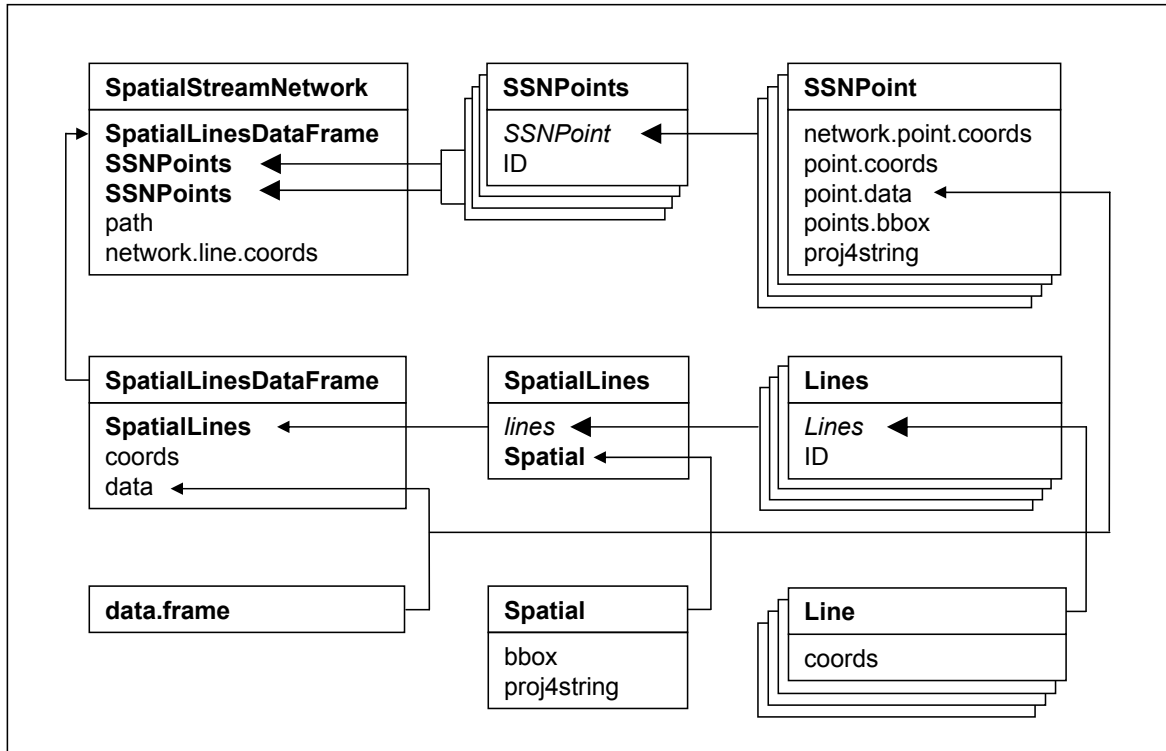 SpatialStreamNetwork
SpatialLinesDataFrame
SSNPoints
SSNPoints
path
network.line.coords
SSNPoints
SSNPoint
ID
SSNPoint
network.point.coords
point.coords
point.data
points.bbox
proj4string
SpatialLinesDataFrame
SpatialLines
coords
data
SpatialLines
lines
Spatial
Lines
Lines
ID
data.frame
Spatial
bbox
proj4string
Line
coords